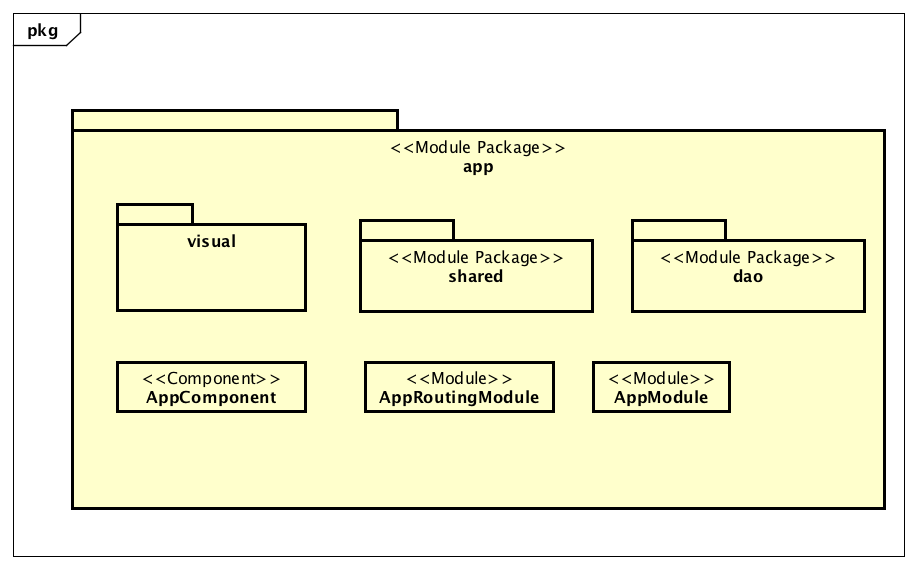 pkg
<<Module Package>>
app
visual
<<Module Package>>
shared
<<Module Package>>
dao
<<Component>>
AppComponent
<<Module>>
AppRoutingModule
<<Module>>
AppModule